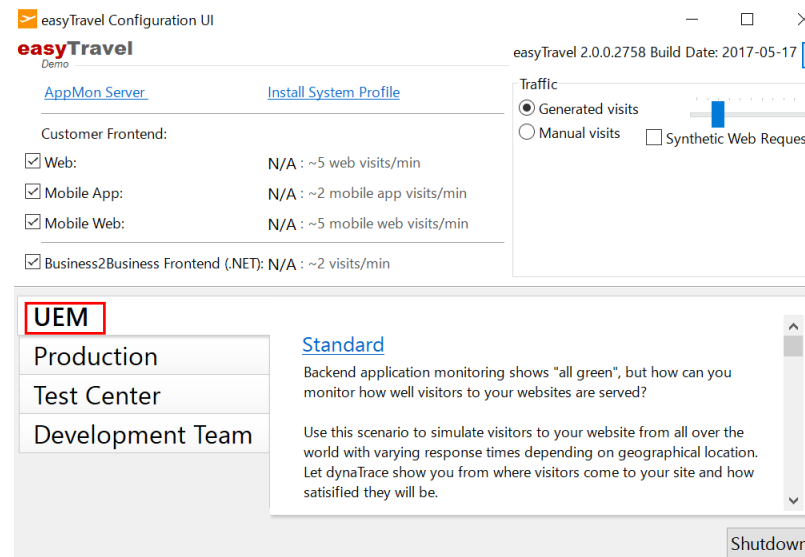 easyTravel Configuration UI
easyTravel
Demo
easyTravel 2.0.0.2758 Build Date: 2017-05-17
AppMon Server
Install System Profile
Customer Frontend:
Web:
N/A : ~5 web visits/min
Mobile App:
N/A : ~2 mobile app visits/min
Mobile Web:
N/A : ~5 mobile web visits/min
Business2Business Frontend (.NET): N/A : ~2 visits/min
Traffic
Generated visits
Manual visits
Synthetic Web Reques
UEM
Production
Test Center
Development Team
Standard
Backend application monitoring shows "all green", but how can you
monitor how well visitors to your websites are served?
Use this scenario to simulate visitors to your website from all over the
world with varying response times depending on geographical location.
Let dynaTrace show you from where visitors come to your site and how
satisified they will be.
Shutdown